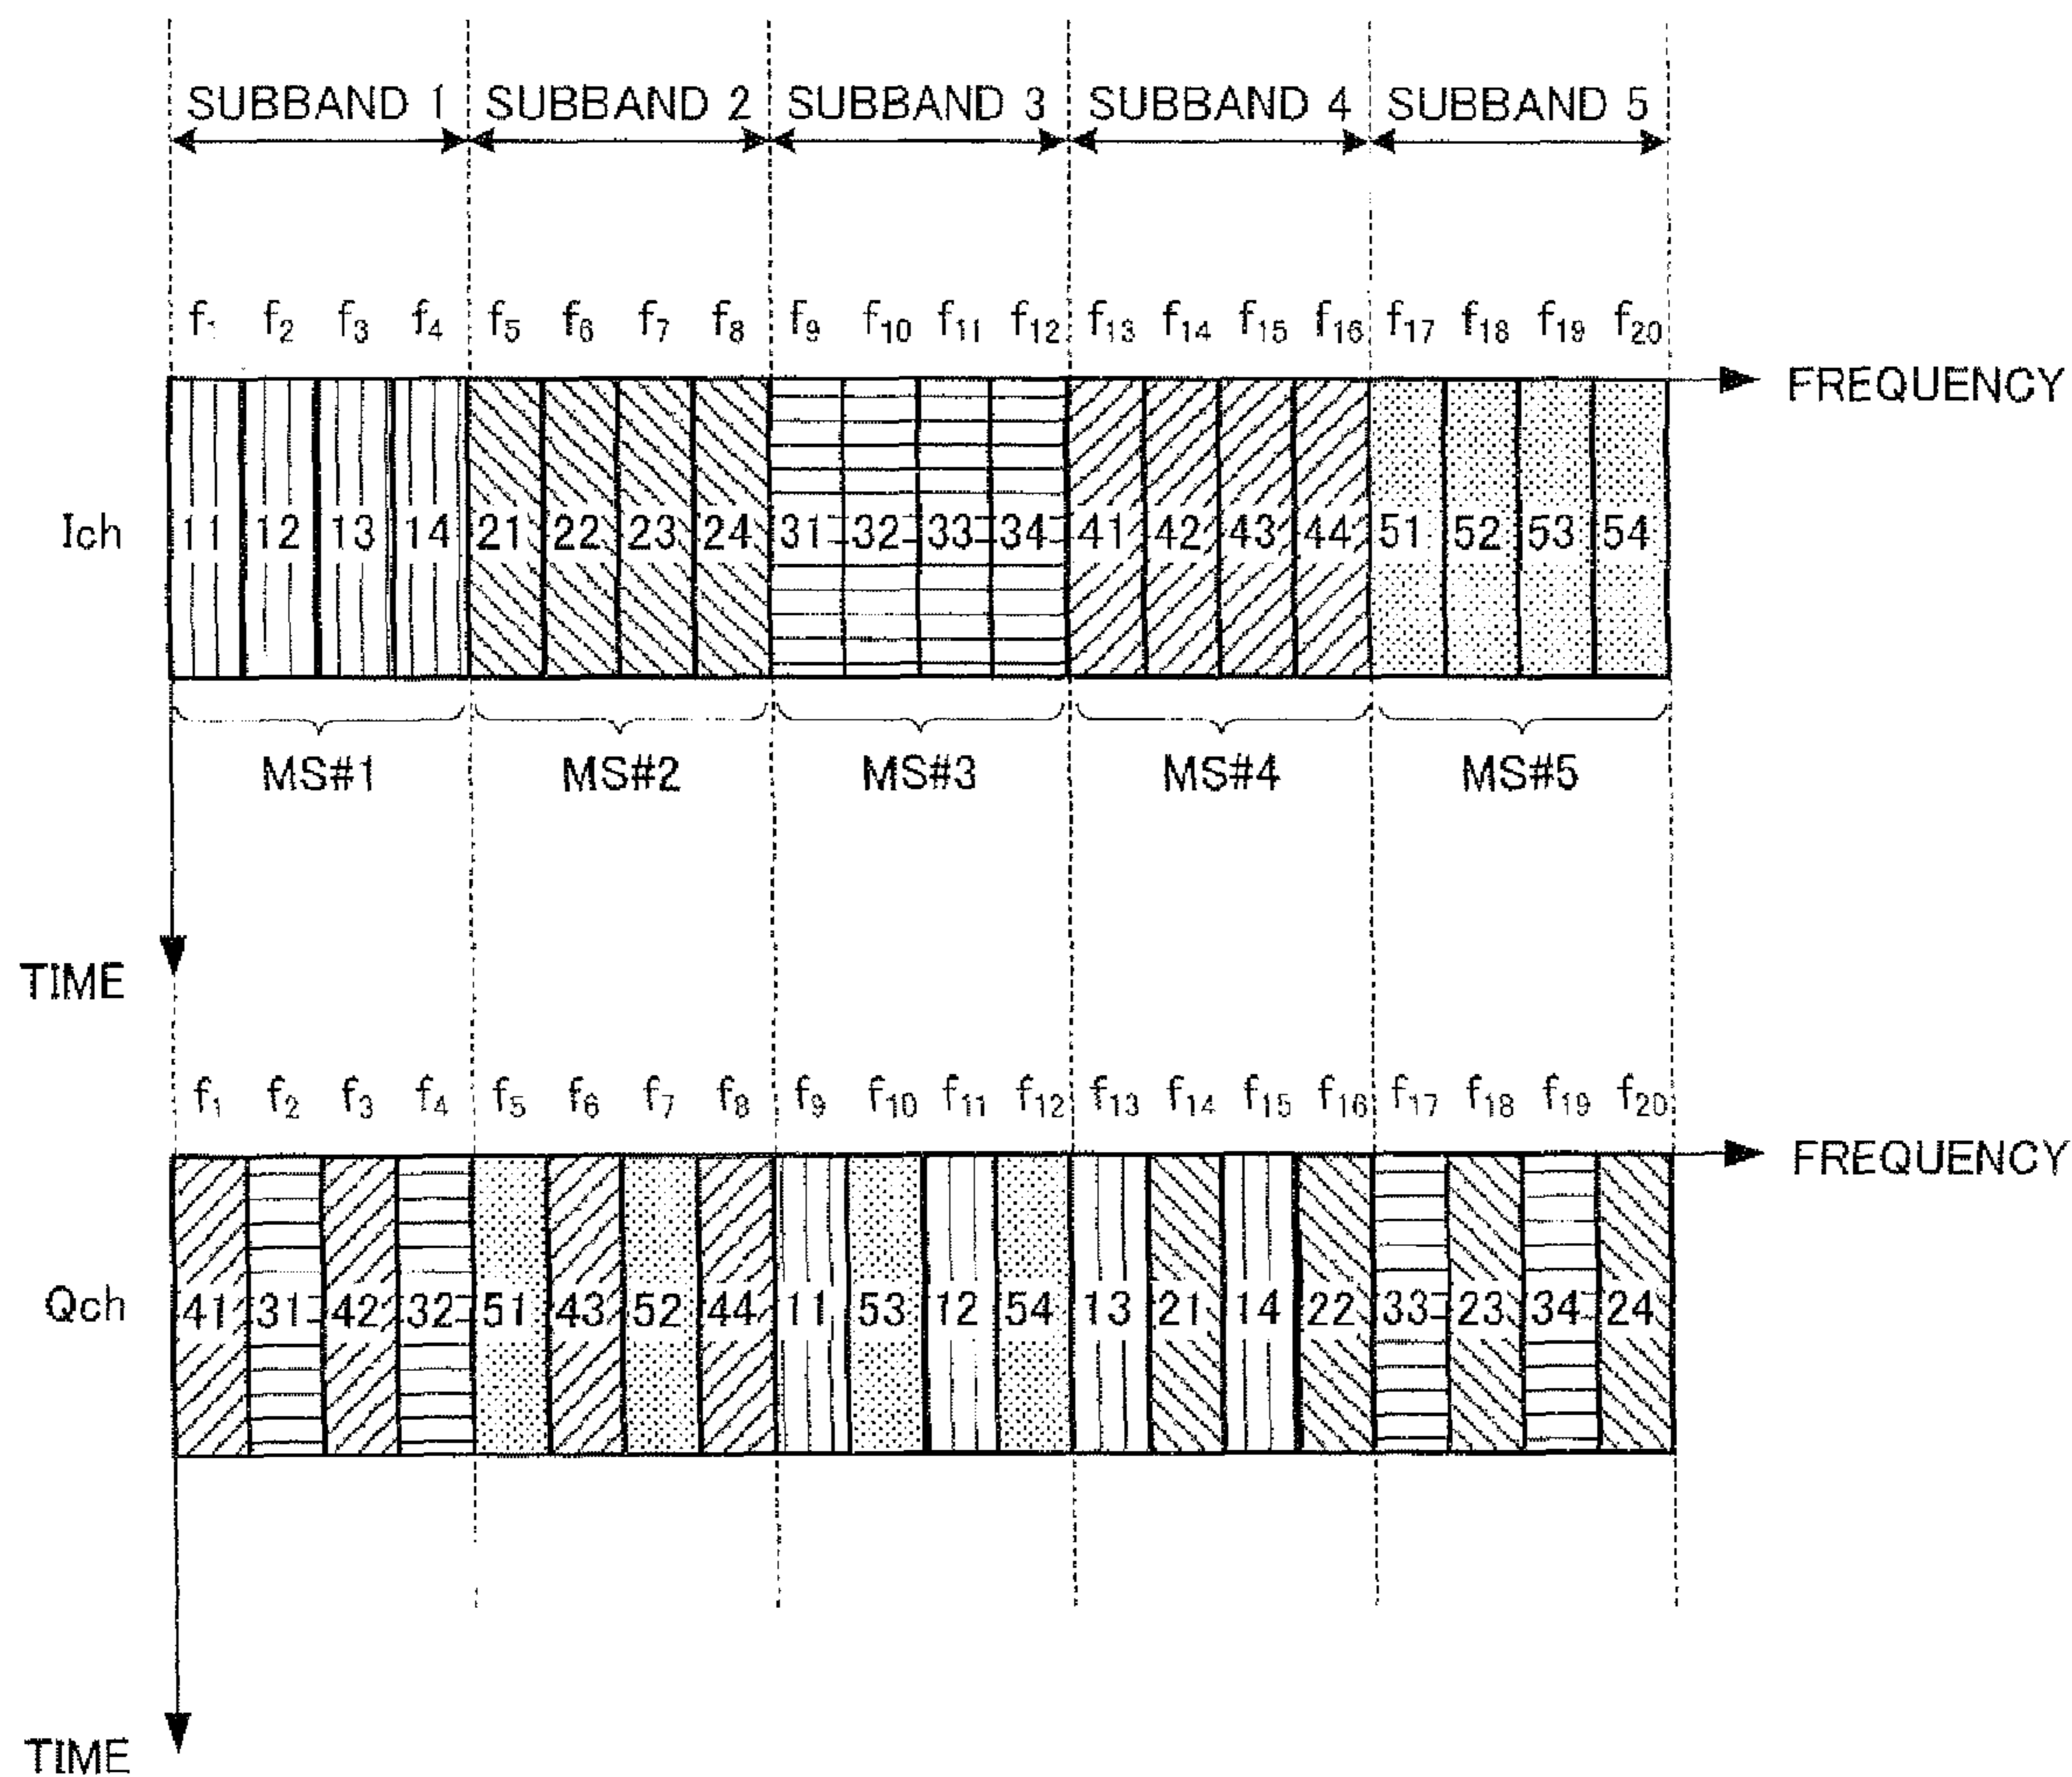 SUBBAND 1 SUBBAND 2 SUBBAND 3 SUBBAND 4 SUBBAND 5
f1 f2 f3 f4 f5 f6 f7 f8 f9 f10 f11 f12 f13 f14 f15 f16 f17 f18 f19 f20
FREQUENCY
Ich 11 12 13 14 21 22 23 24 31 32 33 34 41 42 43 44 51 52 53 54
MS#1 MS#2 MS#3 MS#4 MS#5
TIME
f1 f2 f3 f4 f5 f6 f7 f8 f9 f10 f11 f12 f13 f14 f15 f16 f17 f18 f19 f20
FREQUENCY
Qch 41 31 42 32 51 43 52 44 11 53 12 54 13 21 14 22 33 23 34 24
TIME